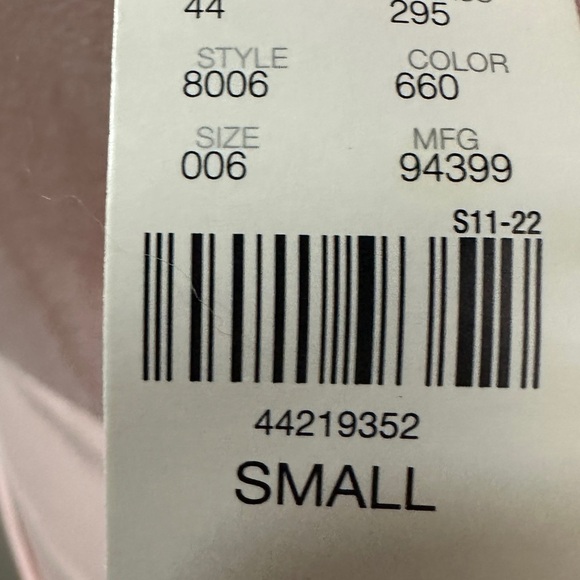 44 295
STYLE COLOR
8006 660
SIZE MFG
006 94399
S11-22
44219352
SMALL